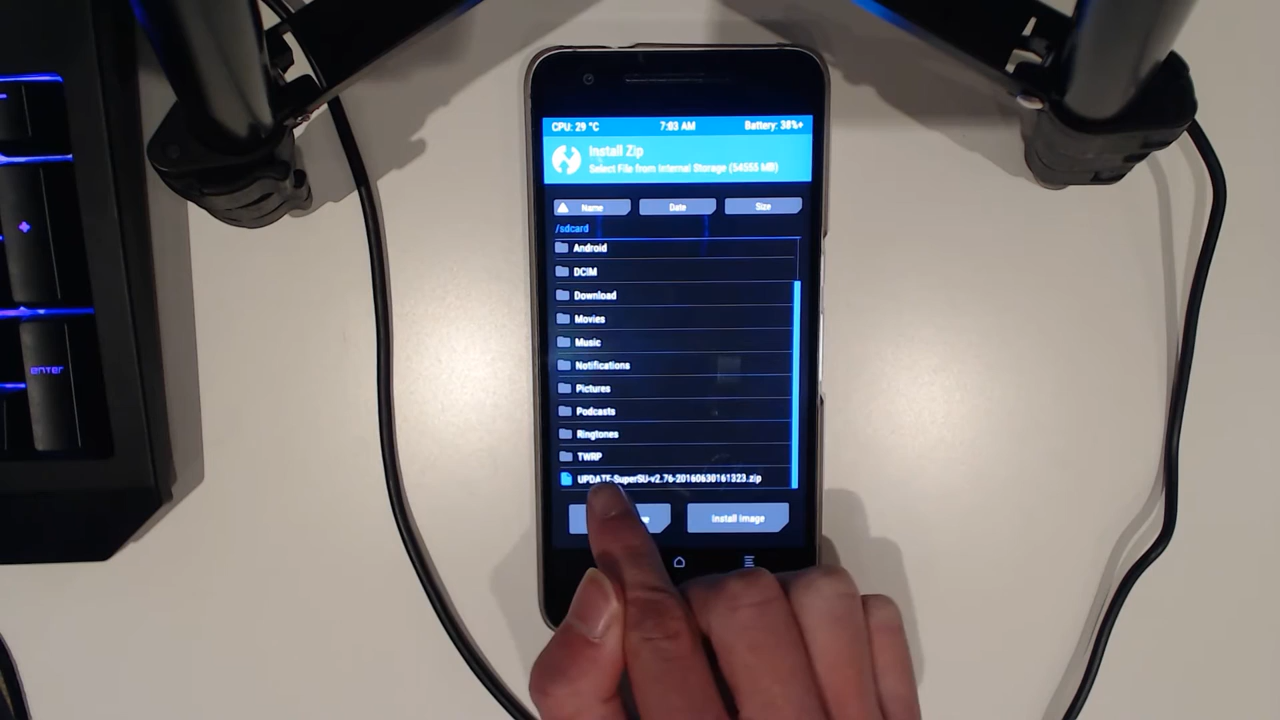 CPU: 29 °C 7:03 AM Battery: 38%+
Install Zip
Select File from Internal Storage (54555 MB)
Name Date Size
/sdcard
Android
DCIM
Download
Movies
Music
Notifications
Pictures
Podcasts
Ringtones
TWRP
UPDATE-SuperSU-v2.76-20160630161323.zip
Install Image
enter
+